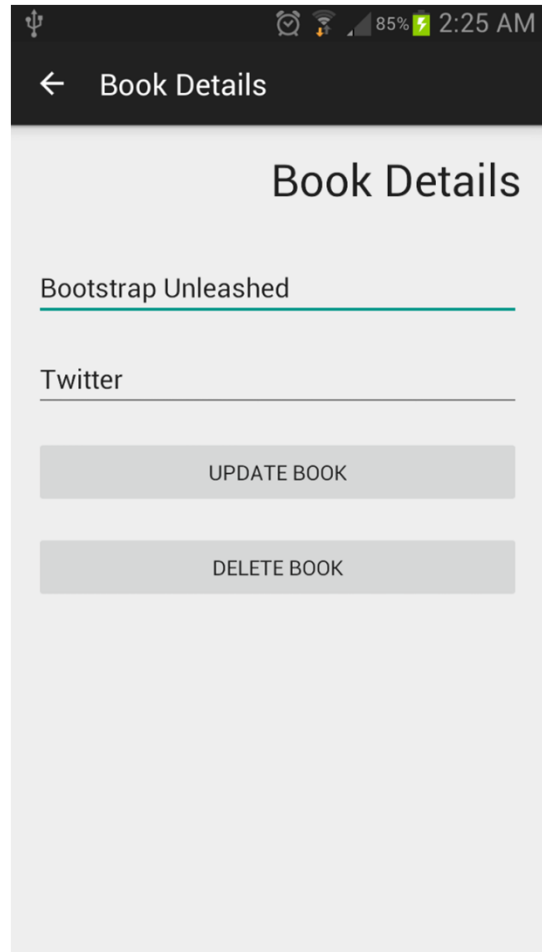 85% 2:25 AM
Book Details
Book Details
Bootstrap Unleashed
Twitter
UPDATE BOOK
DELETE BOOK